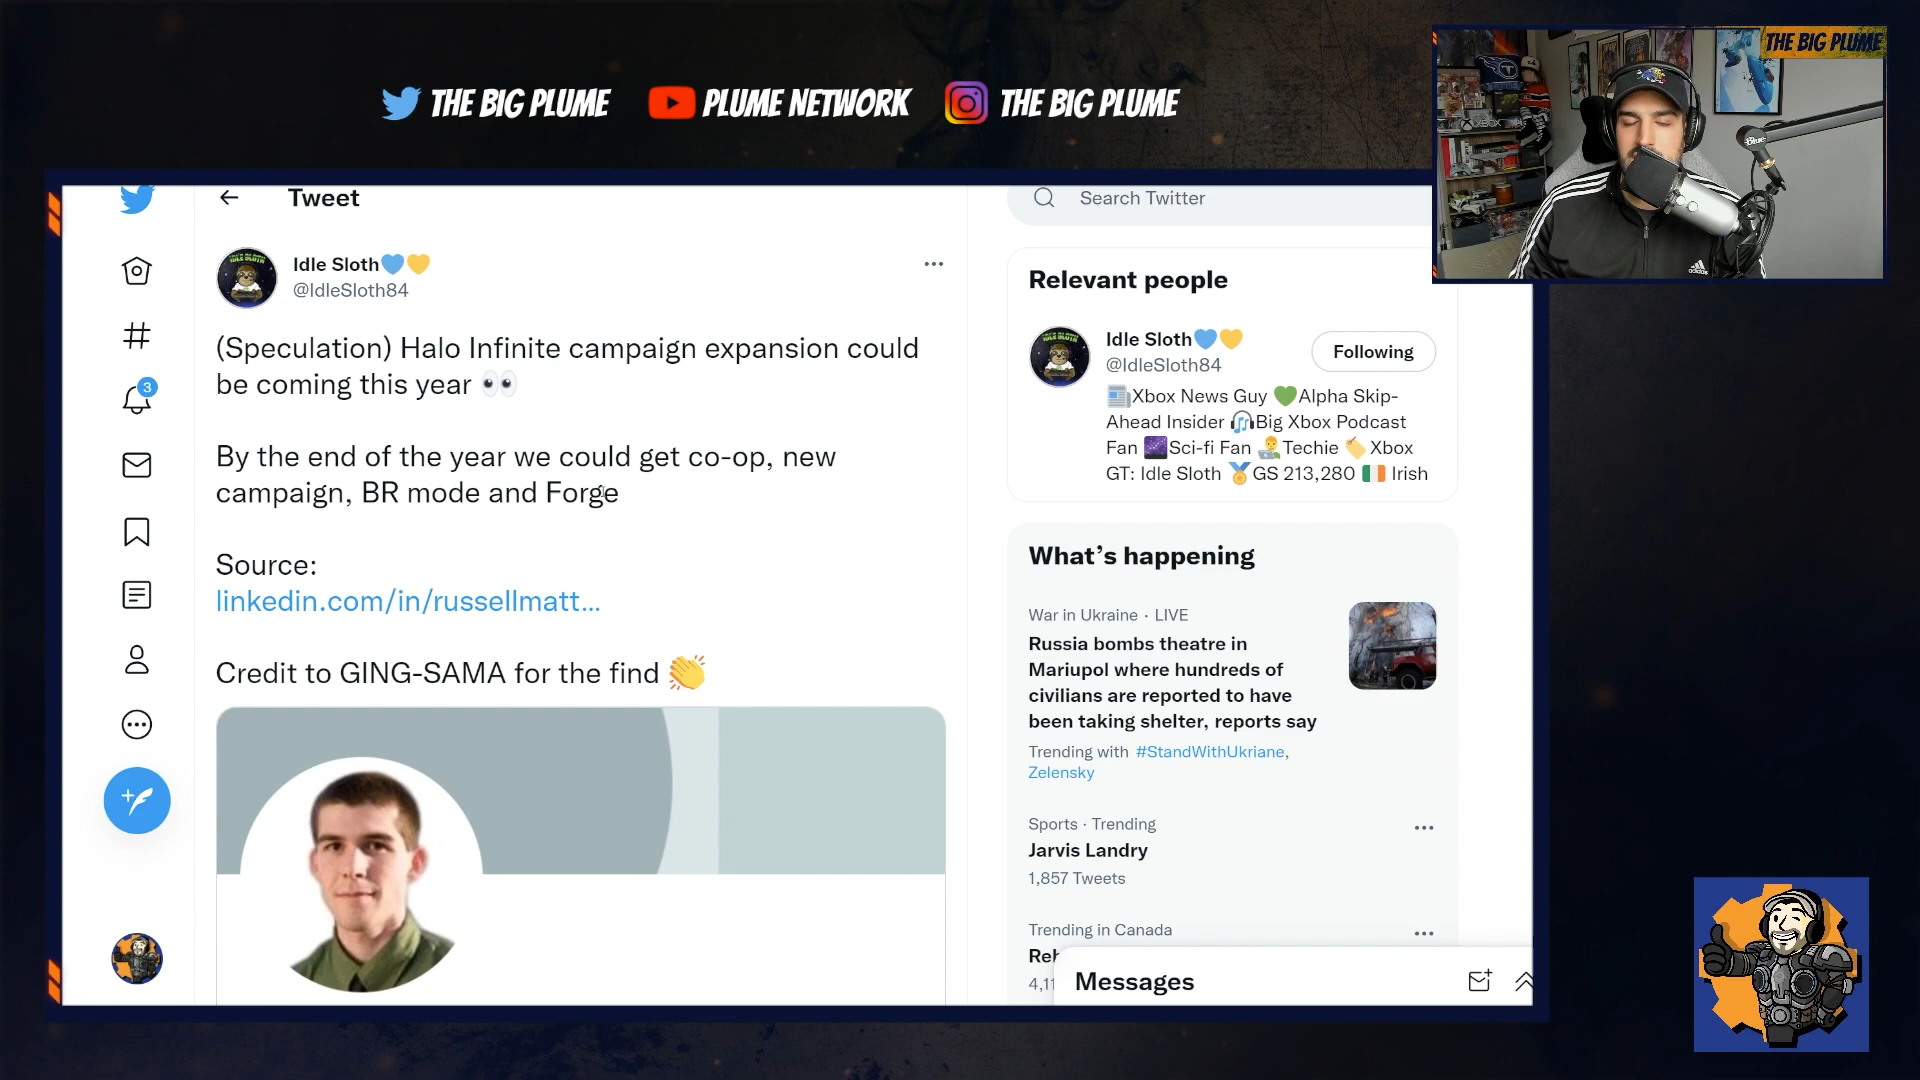 THE BIG PLUME
PLUME NETWORK
THE BIG PLUME
THE BIG PLUME
Tweet
Search Twitter
Idle Sloth💙💛
@IdleSloth84
(Speculation) Halo Infinite campaign expansion could
be coming this year 👀
By the end of the year we could get co-op, new
campaign, BR mode and Forge
Source:
linkedin.com/in/russellmatt...
Credit to GING-SAMA for the find 👏
Relevant people
Idle Sloth💙💛
@IdleSloth84
Following
📰Xbox News Guy 💚Alpha Skip-
Ahead Insider 🎧Big Xbox Podcast
Fan 🌌Sci-fi Fan 👨‍💻Techie 🏷️Xbox
GT: Idle Sloth 🏅GS 213,280 🇮🇪 Irish
What's happening
War in Ukraine · LIVE
Russia bombs theatre in
Mariupol where hundreds of
civilians are reported to have
been taking shelter, reports say
Trending with #StandWithUkriane,
Zelensky
Sports · Trending
Jarvis Landry
1,857 Tweets
Trending in Canada
Messages
3
XBOX
Blue
adidas